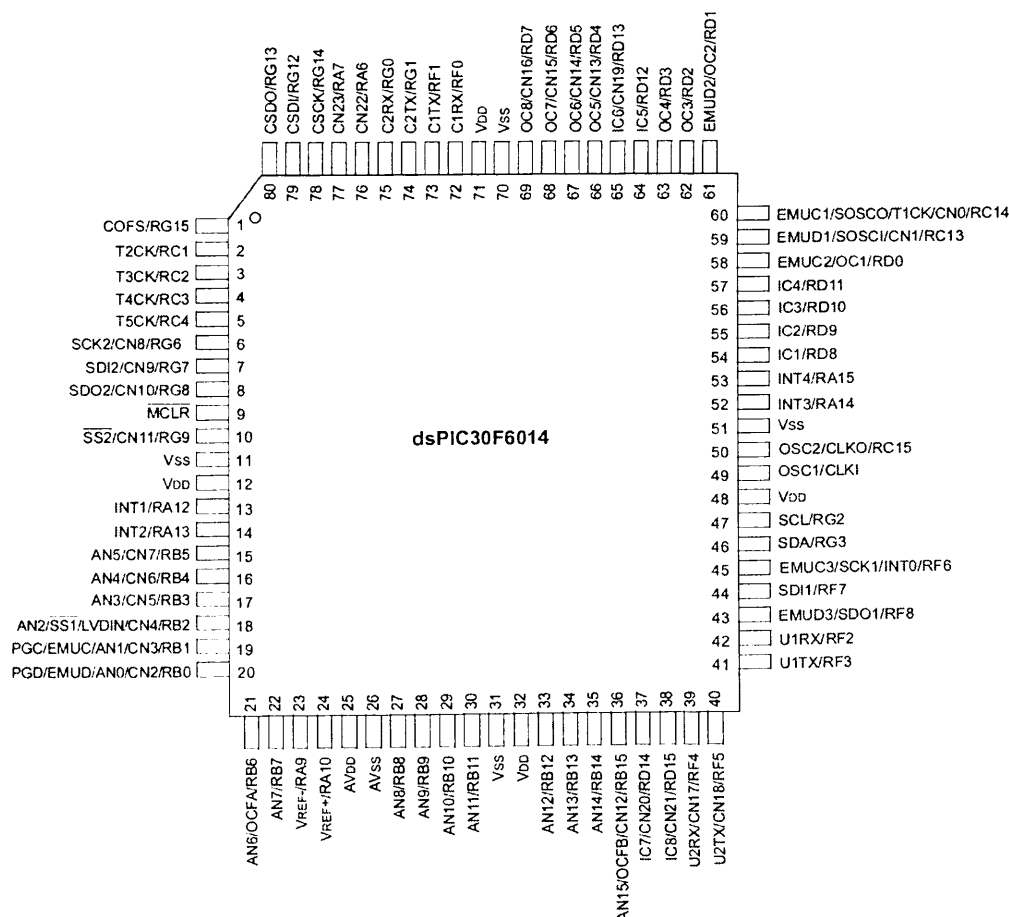 CSDO/RG13
CSDI/RG12
CSCK/RG14
CN23/RA7
CN22/RA6
C2RX/RG0
C2TX/RG1
C1TX/RF1
C1RX/RF0
VDD
VSS
OC8/CN16/RD7
OC7/CN15/RD6
OC6/CN14/RD5
OC5/CN13/RD4
IC6/CN19/RD13
IC5/RD12
OC4/RD3
OC3/RD2
EMUD2/OC2/RD1
80 79 78 77 76 75 74 73 72 71 70 69 68 67 66 65 64 63 62 61
COFS/RG15 1
T2CK/RC1 2
T3CK/RC2 3
T4CK/RC3 4
T5CK/RC4 5
SCK2/CN8/RG6 6
SDI2/CN9/RG7 7
SDO2/CN10/RG8 8
MCLR 9
SS2/CN11/RG9 10
VSS 11
VDD 12
INT1/RA12 13
INT2/RA13 14
AN5/CN7/RB5 15
AN4/CN6/RB4 16
AN3/CN5/RB3 17
AN2/SS1/LVDIN/CN4/RB2 18
PGC/EMUC/AN1/CN3/RB1 19
PGD/EMUD/AN0/CN2/RB0 20
dsPIC30F6014
60 EMUC1/SOSCO/T1CK/CN0/RC14
59 EMUD1/SOSCI/CN1/RC13
58 EMUC2/OC1/RD0
57 IC4/RD11
56 IC3/RD10
55 IC2/RD9
54 IC1/RD8
53 INT4/RA15
52 INT3/RA14
51 VSS
50 OSC2/CLKO/RC15
49 OSC1/CLKI
48 VDD
47 SCL/RG2
46 SDA/RG3
45 EMUC3/SCK1/INT0/RF6
44 SDI1/RF7
43 EMUD3/SDO1/RF8
42 U1RX/RF2
41 U1TX/RF3
21 22 23 24 25 26 27 28 29 30 31 32 33 34 35 36 37 38 39 40
AN6/OCFA/RB6
AN7/RB7
VREF-/RA9
VREF+/RA10
AVDD
AVSS
AN8/RB8
AN9/RB9
AN10/RB10
AN11/RB11
VSS
VDD
AN12/RB12
AN13/RB13
AN14/RB14
AN15/OCFB/CN12/RB15
IC7/CN20/RD14
IC8/CN21/RD15
U2RX/CN17/RF4
U2TX/CN18/RF5